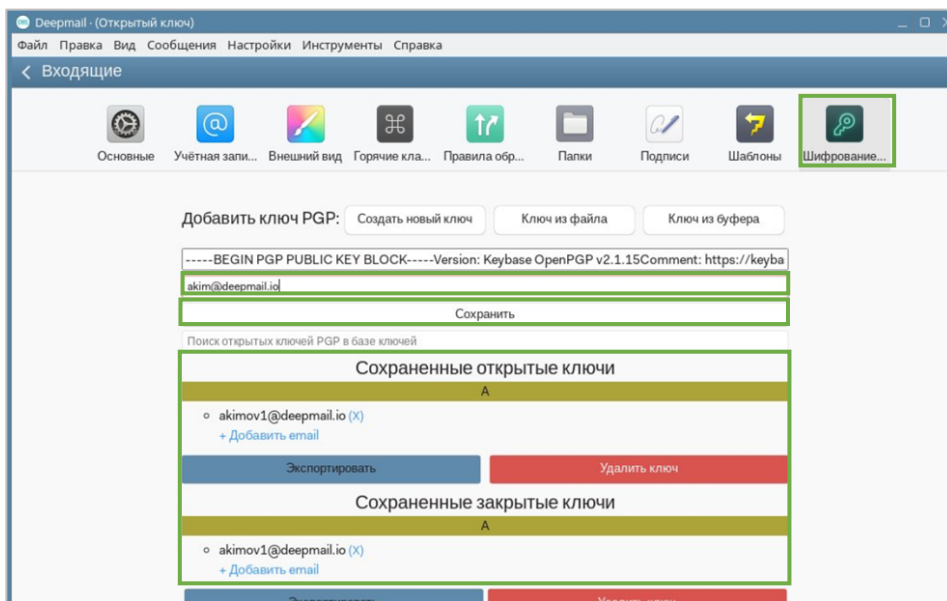 Deepmail · (Открытый ключ)
Файл Правка Вид Сообщения Настройки Инструменты Справка
Входящие
Основные Учётная запи... Внешний вид Горячие кла... Правила обр... Папки Подписи Шаблоны Шифрование...
Добавить ключ PGP: Создать новый ключ Ключ из файла Ключ из буфера
-----BEGIN PGP PUBLIC KEY BLOCK-----Version: Keybase OpenPGP v2.1.15Comment: https://keyba
akim@deepmail.io
Сохранить
Поиск открытых ключей PGP в базе ключей
Сохраненные открытые ключи
A
akimov1@deepmail.io (X)
+ Добавить email
Экспортировать Удалить ключ
Сохраненные закрытые ключи
A
akimov1@deepmail.io (X)
+ Добавить email
Экспортировать Удалить ключ